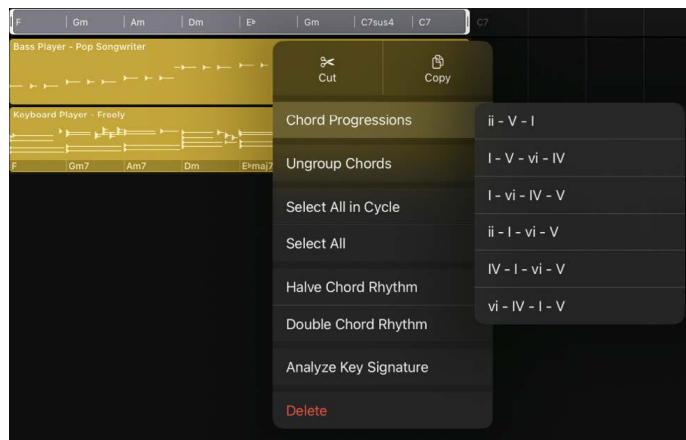 F Gm Am Dm E♭ Gm C7sus4 C7 C7
Bass Player - Pop Songwriter
Keyboard Player - Freely
F Gm7 Am7 Dm E♭maj7
Cut Copy
Chord Progressions
Ungroup Chords
Select All in Cycle
Select All
Halve Chord Rhythm
Double Chord Rhythm
Analyze Key Signature
Delete
ii - V - I
I - V - vi - IV
I - vi - IV - V
ii - I - vi - V
IV - I - vi - V
vi - IV - I - V